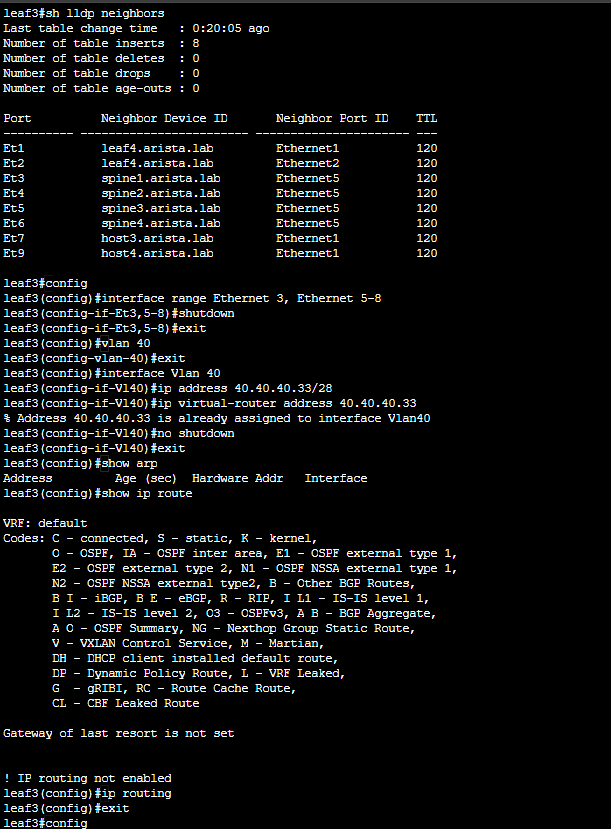 leaf3#sh lldp neighbors
Last table change time   : 0:20:05 ago
Number of table inserts  : 8
Number of table deletes  : 0
Number of table drops    : 0
Number of table age-outs : 0
Port          Neighbor Device ID       Neighbor Port ID    TTL
---------- ------------------------ ---------------------- ---
Et1           leaf4.arista.lab         Ethernet1           120
Et2           leaf4.arista.lab         Ethernet2           120
Et3           spine1.arista.lab        Ethernet5           120
Et4           spine2.arista.lab        Ethernet5           120
Et5           spine3.arista.lab        Ethernet5           120
Et6           spine4.arista.lab        Ethernet5           120
Et7           host3.arista.lab         Ethernet1           120
Et9           host4.arista.lab         Ethernet1           120
leaf3#config
leaf3(config)#interface range Ethernet 3, Ethernet 5-8
leaf3(config-if-Et3,5-8)#shutdown
leaf3(config-if-Et3,5-8)#exit
leaf3(config)#vlan 40
leaf3(config-vlan-40)#exit
leaf3(config)#interface Vlan 40
leaf3(config-if-Vl40)#ip address 40.40.40.33/28
leaf3(config-if-Vl40)#ip virtual-router address 40.40.40.33
% Address 40.40.40.33 is already assigned to interface Vlan40
leaf3(config-if-Vl40)#no shutdown
leaf3(config-if-Vl40)#exit
leaf3(config)#show arp
Address         Age (sec)  Hardware Addr   Interface
leaf3(config)#show ip route
VRF: default
Codes: C - connected, S - static, K - kernel,
       O - OSPF, IA - OSPF inter area, E1 - OSPF external type 1,
       E2 - OSPF external type 2, N1 - OSPF NSSA external type 1,
       N2 - OSPF NSSA external type2, B - Other BGP Routes,
       B I - iBGP, B E - eBGP, R - RIP, I L1 - IS-IS level 1,
       I L2 - IS-IS level 2, O3 - OSPFv3, A B - BGP Aggregate,
       A O - OSPF Summary, NG - Nexthop Group Static Route,
       V - VXLAN Control Service, M - Martian,
       DH - DHCP client installed default route,
       DP - Dynamic Policy Route, L - VRF Leaked,
       G  - gRIBI, RC - Route Cache Route,
       CL - CBF Leaked Route
Gateway of last resort is not set
! IP routing not enabled
leaf3(config)#ip routing
leaf3(config)#exit
leaf3#config